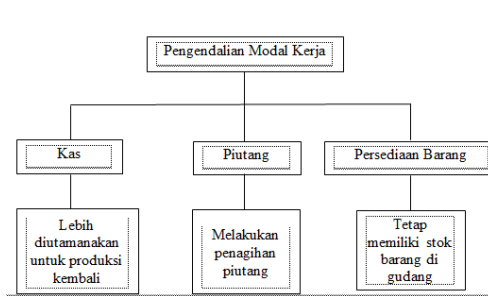 Pengendalian Modal Kerja
Kas
Piutang
Persediaan Barang
Lebih
diutamanakan
untuk produksi
kembali
Melakukan
penagihan
piutang
Tetap
memiliki stok
barang di
gudang